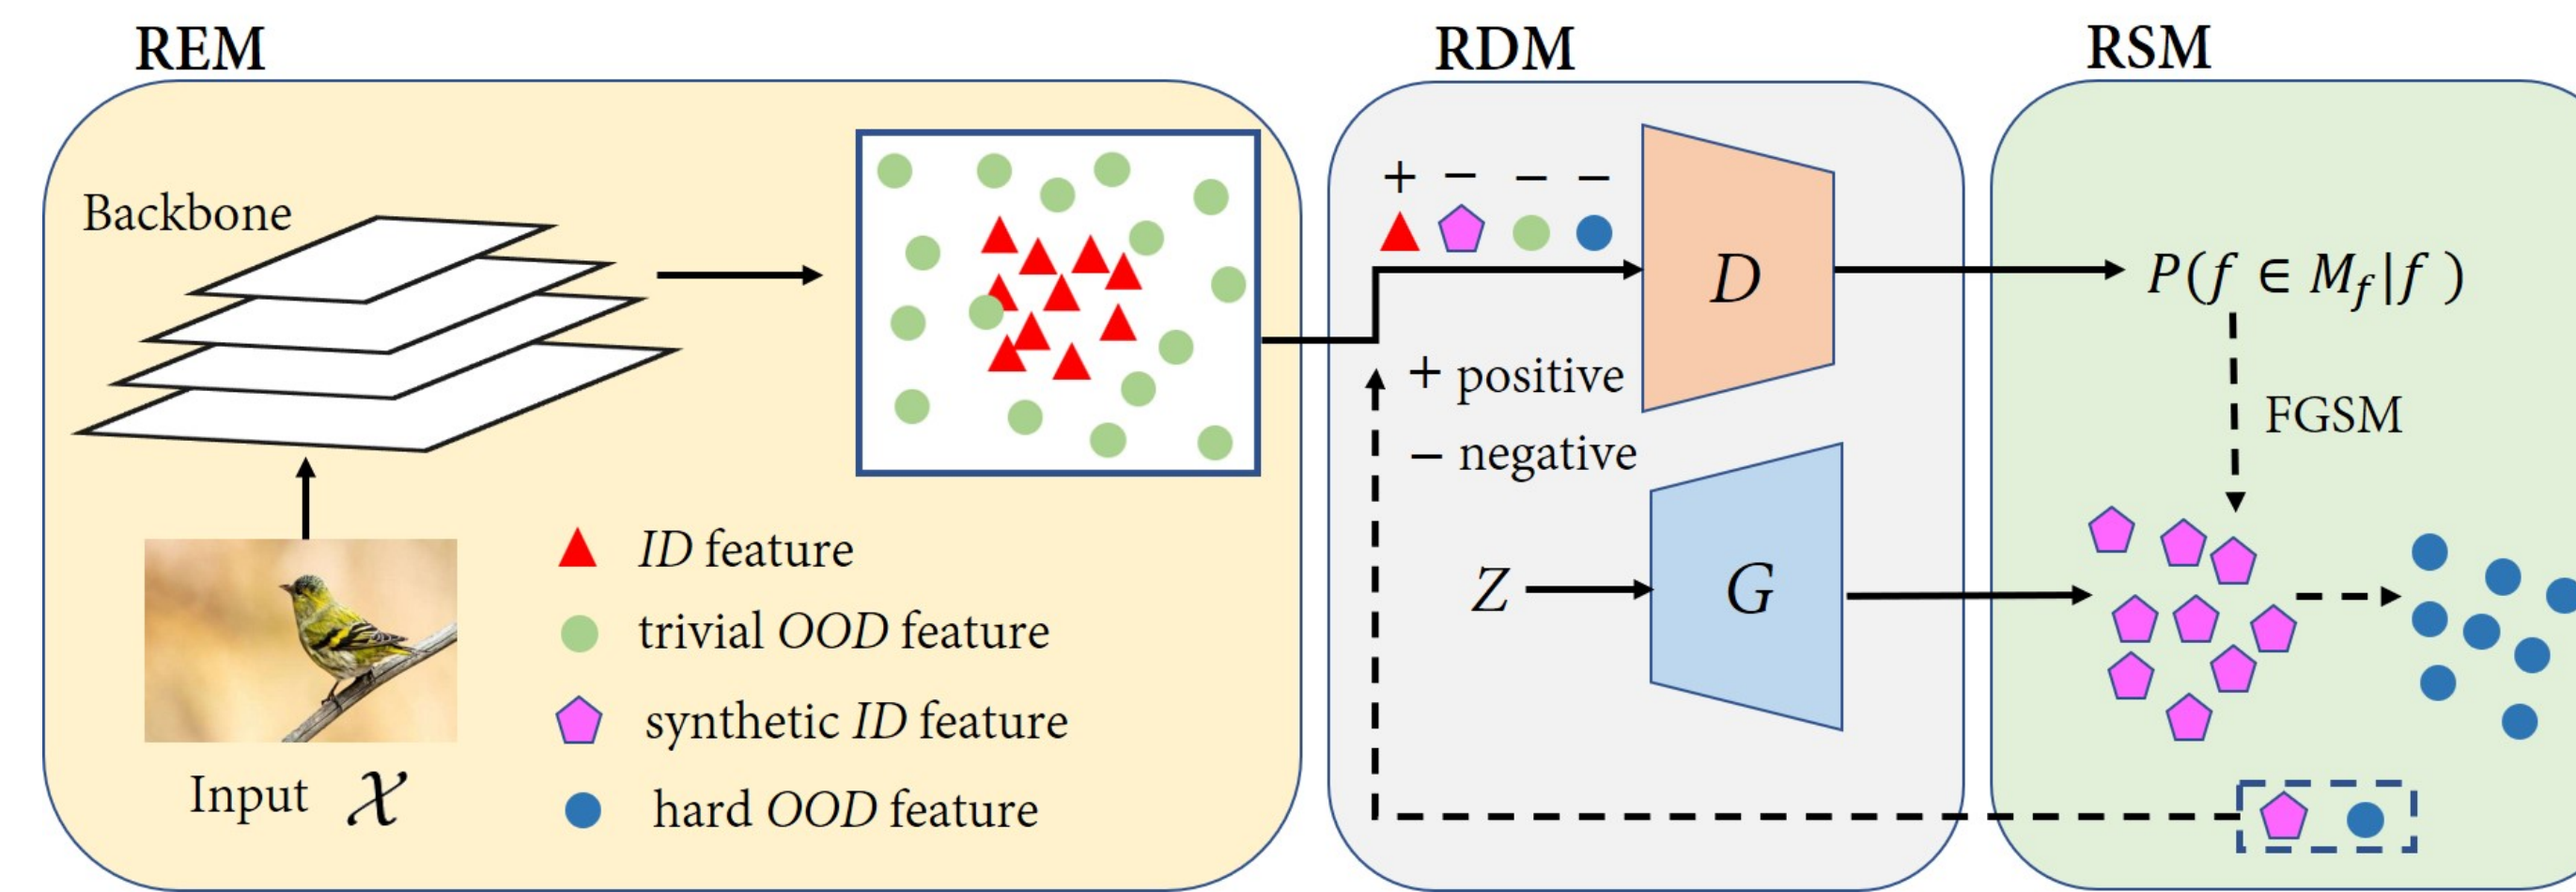 REM
RDM
RSM
Backbone
Input 𝒳
ID feature
trivial OOD feature
synthetic ID feature
hard OOD feature
+ − − −
D
+ positive
− negative
Z
G
P(f ∈ M_f|f )
FGSM